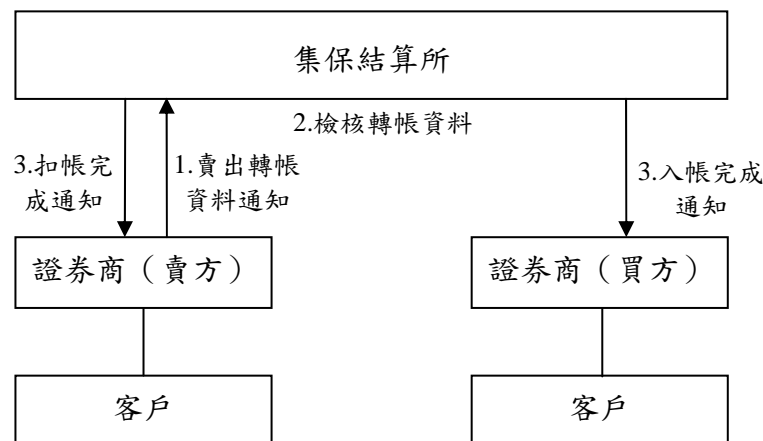 集保結算所
2.檢核轉帳資料
3.扣帳完
成通知
1.賣出轉帳
資料通知
3.入帳完成
通知
證券商（賣方）
證券商（買方）
客戶
客戶